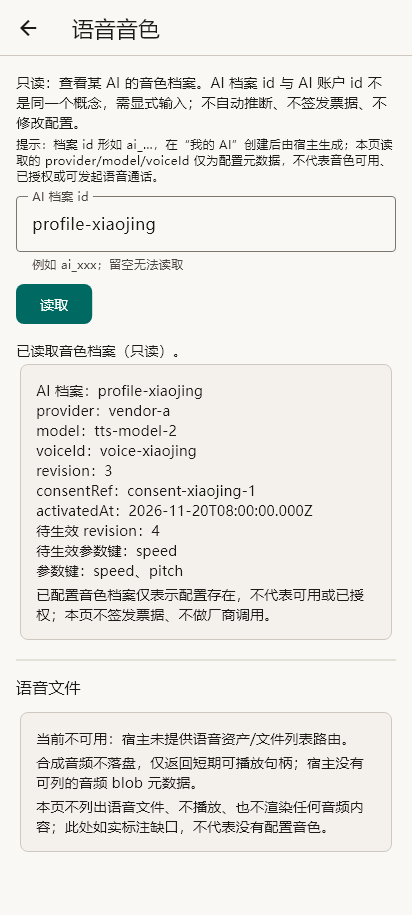 语音音色
只读：查看某 AI 的音色档案。AI 档案 id 与 AI 账户 id 不
是同一个概念，需显式输入；不自动推断、不签发票据、不
修改配置。
提示：档案 id 形如 ai_…，在“我的 AI”创建后由宿主生成；本页读
取的 provider/model/voiceId 仅为配置元数据，不代表音色可用、
已授权或可发起语音通话。
AI 档案 id
profile-xiaojing
例如 ai_xxx；留空无法读取
读取
已读取音色档案（只读）。
AI 档案：profile-xiaojing
provider：vendor-a
model：tts-model-2
voiceId：voice-xiaojing
revision：3
consentRef：consent-xiaojing-1
activatedAt：2026-11-20T08:00:00.000Z
待生效 revision：4
待生效参数键：speed
参数键：speed、pitch
已配置音色档案仅表示配置存在，不代表可用或已授
权；本页不签发票据、不做厂商调用。
语音文件
当前不可用：宿主未提供语音资产/文件列表路由。
合成音频不落盘，仅返回短期可播放句柄；宿主没有
可列的音频 blob 元数据。
本页不列出语音文件、不播放、也不渲染任何音频内
容；此处如实标注缺口，不代表没有配置音色。